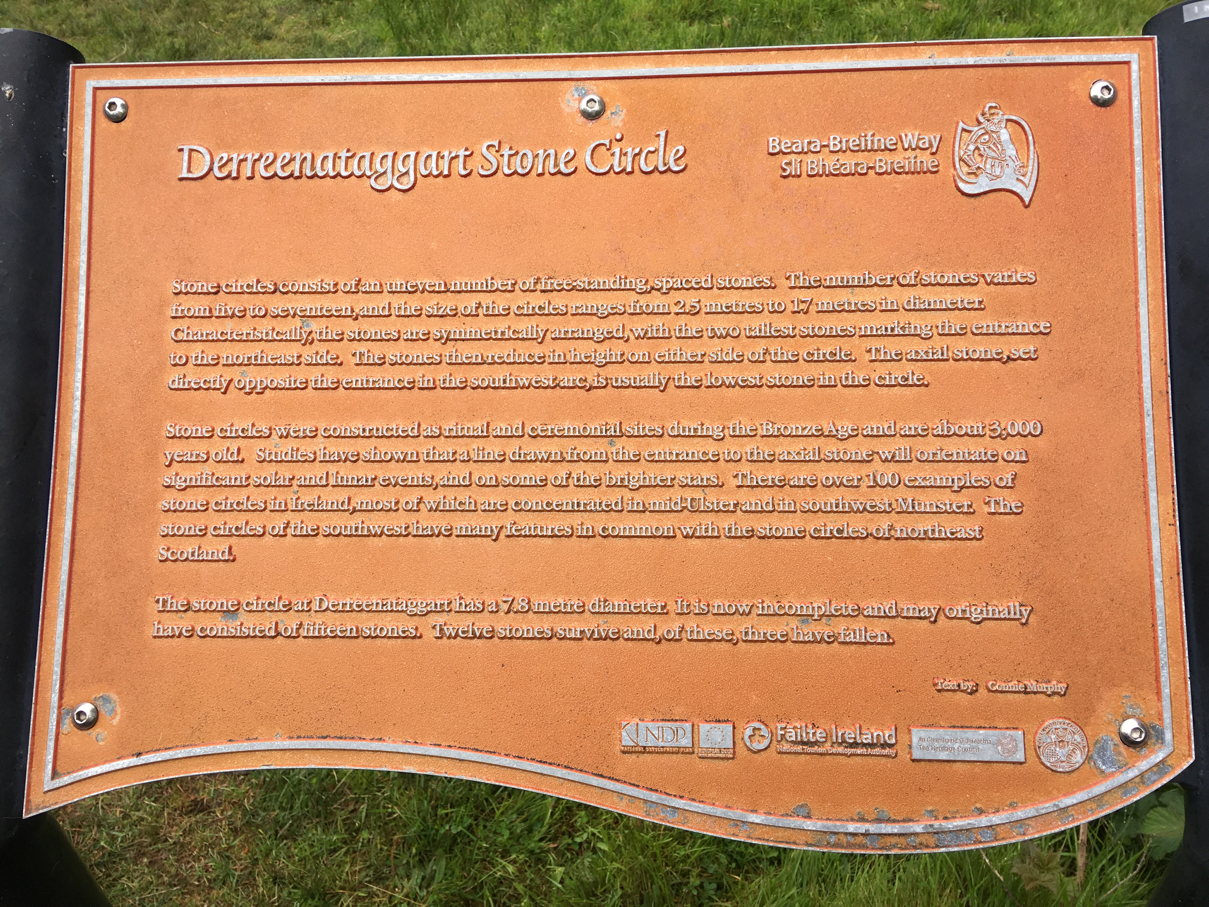 Derreenataggart Stone Circle
Beara-Breifne Way
Slí Bhéara-Breifne
Stone circles consist of an uneven number of free-standing, spaced stones. The number of stones varies
from five to seventeen, and the size of the circles ranges from 2.5 metres to 17 metres in diameter.
Characteristically, the stones are symmetrically arranged, with the two tallest stones marking the entrance
to the northeast side. The stones then reduce in height on either side of the circle. The axial stone, set
directly opposite the entrance in the southwest arc, is usually the lowest stone in the circle.
Stone circles were constructed as ritual and ceremonial sites during the Bronze Age and are about 3,000
years old. Studies have shown that a line drawn from the entrance to the axial stone will orientate on
significant solar and lunar events, and on some of the brighter stars. There are over 100 examples of
stone circles in Ireland, most of which are concentrated in mid-Ulster and in southwest Munster. The
stone circles of the southwest have many features in common with the stone circles of northeast
Scotland.
The stone circle at Derreenataggart has a 7.8 metre diameter. It is now incomplete and may originally
have consisted of fifteen stones. Twelve stones survive and, of these, three have fallen.
Text by: Connie Murphy
NDP
NATIONAL DEVELOPMENT PLAN
Fáilte Ireland
National Tourism Development Authority
The Heritage Council